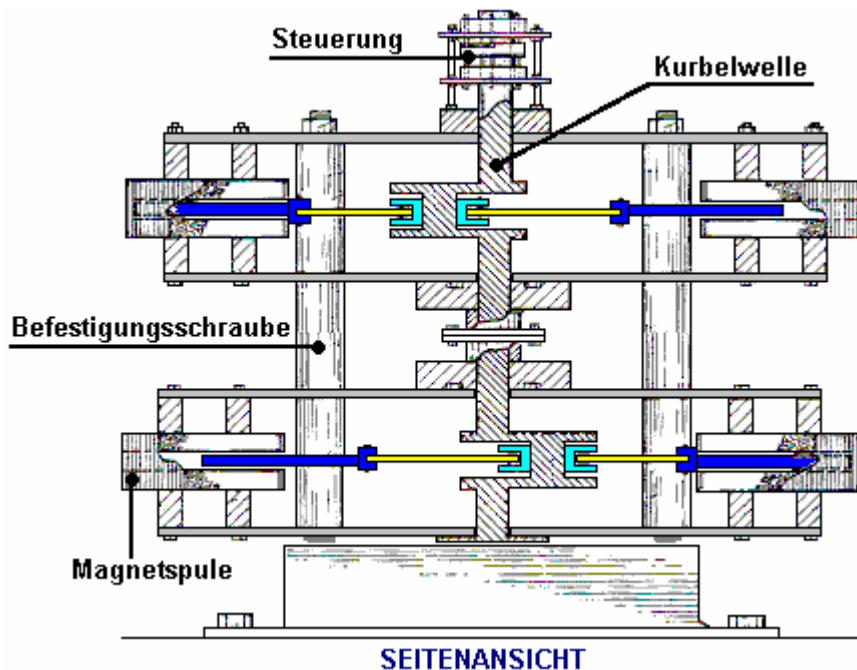 Steuerung
Kurbelwelle
Befestigungsschraube
Magnetspule
SEITENANSICHT